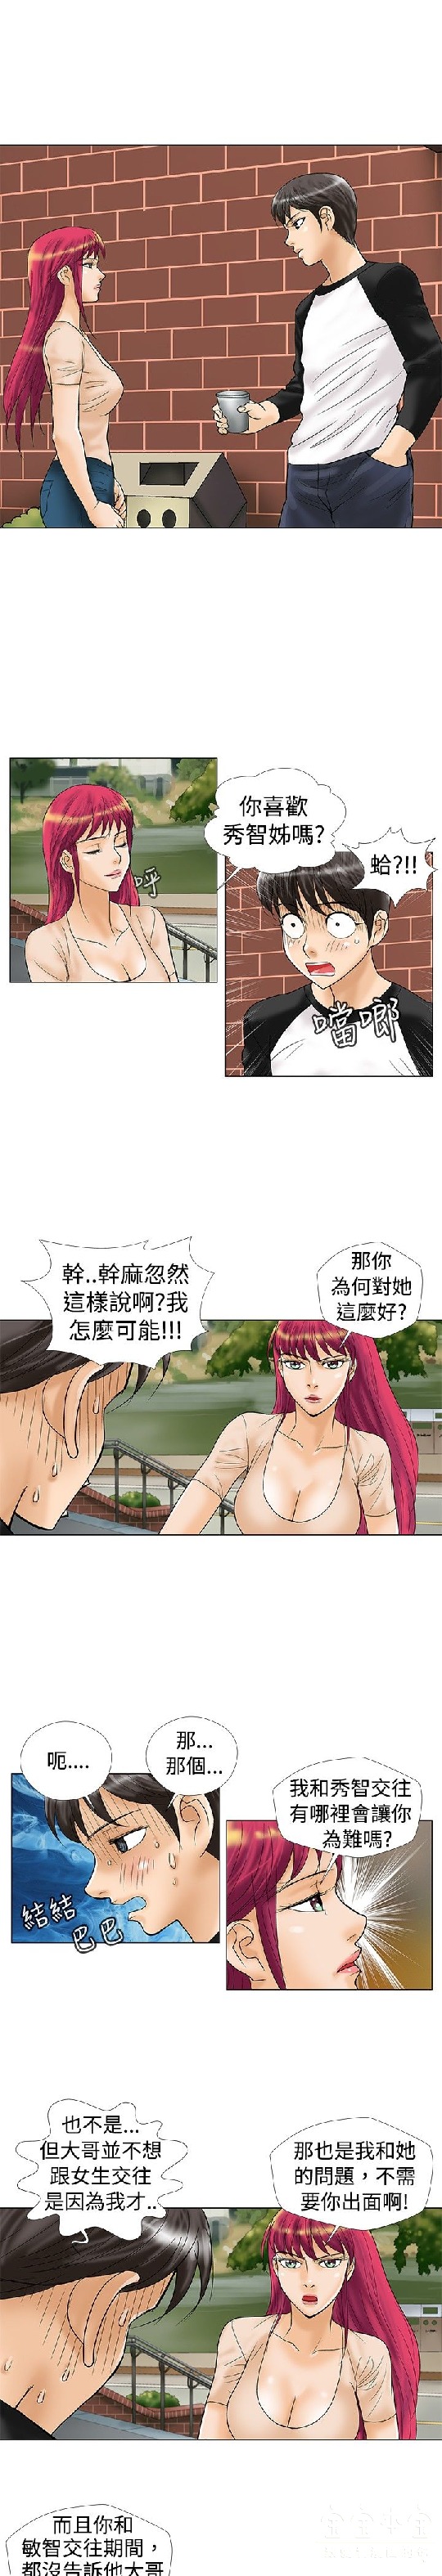 呼
你喜歡
秀智姊嗎?
蛤?!!
噹啷
幹..幹麻忽然
這樣說啊?我
怎麼可能!!!
那你
為何對她
這麼好?
呃....
那...
那個...
結結
巴巴
我和秀智交往
有哪裡會讓你
為難嗎?
也不是...
但大哥並不想
跟女生交往
是因為我才..
那也是我和她
的問題，不需
要你出面啊!
而且你和
敏智交往期間，
都沒告訴他大哥